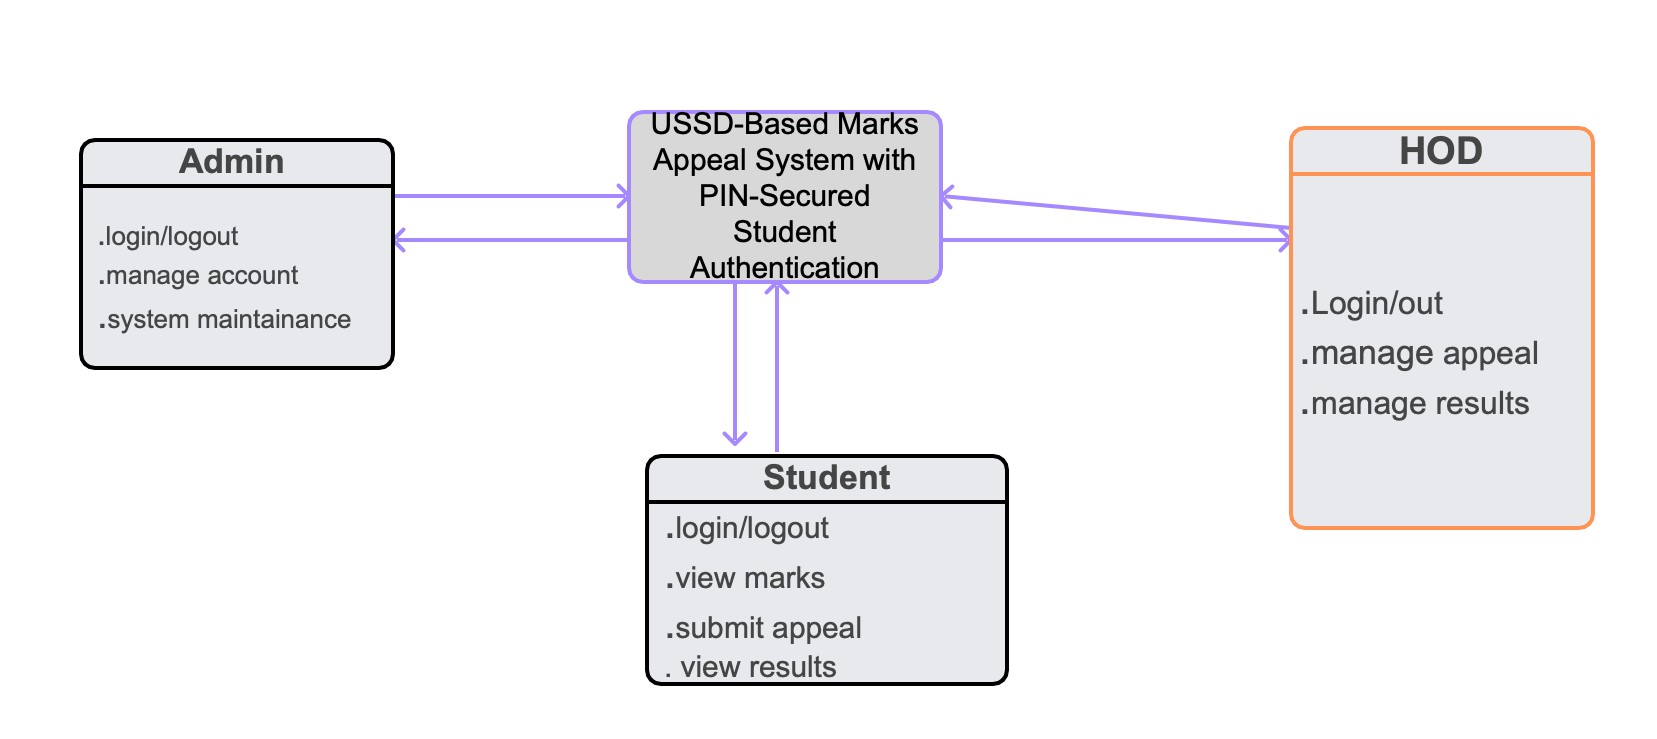 Admin
.login/logout
.manage account
.system maintainance
USSD-Based Marks
Appeal System with
PIN-Secured
Student
Authentication
HOD
.Login/out
.manage appeal
.manage results
Student
.login/logout
.view marks
.submit appeal
. view results